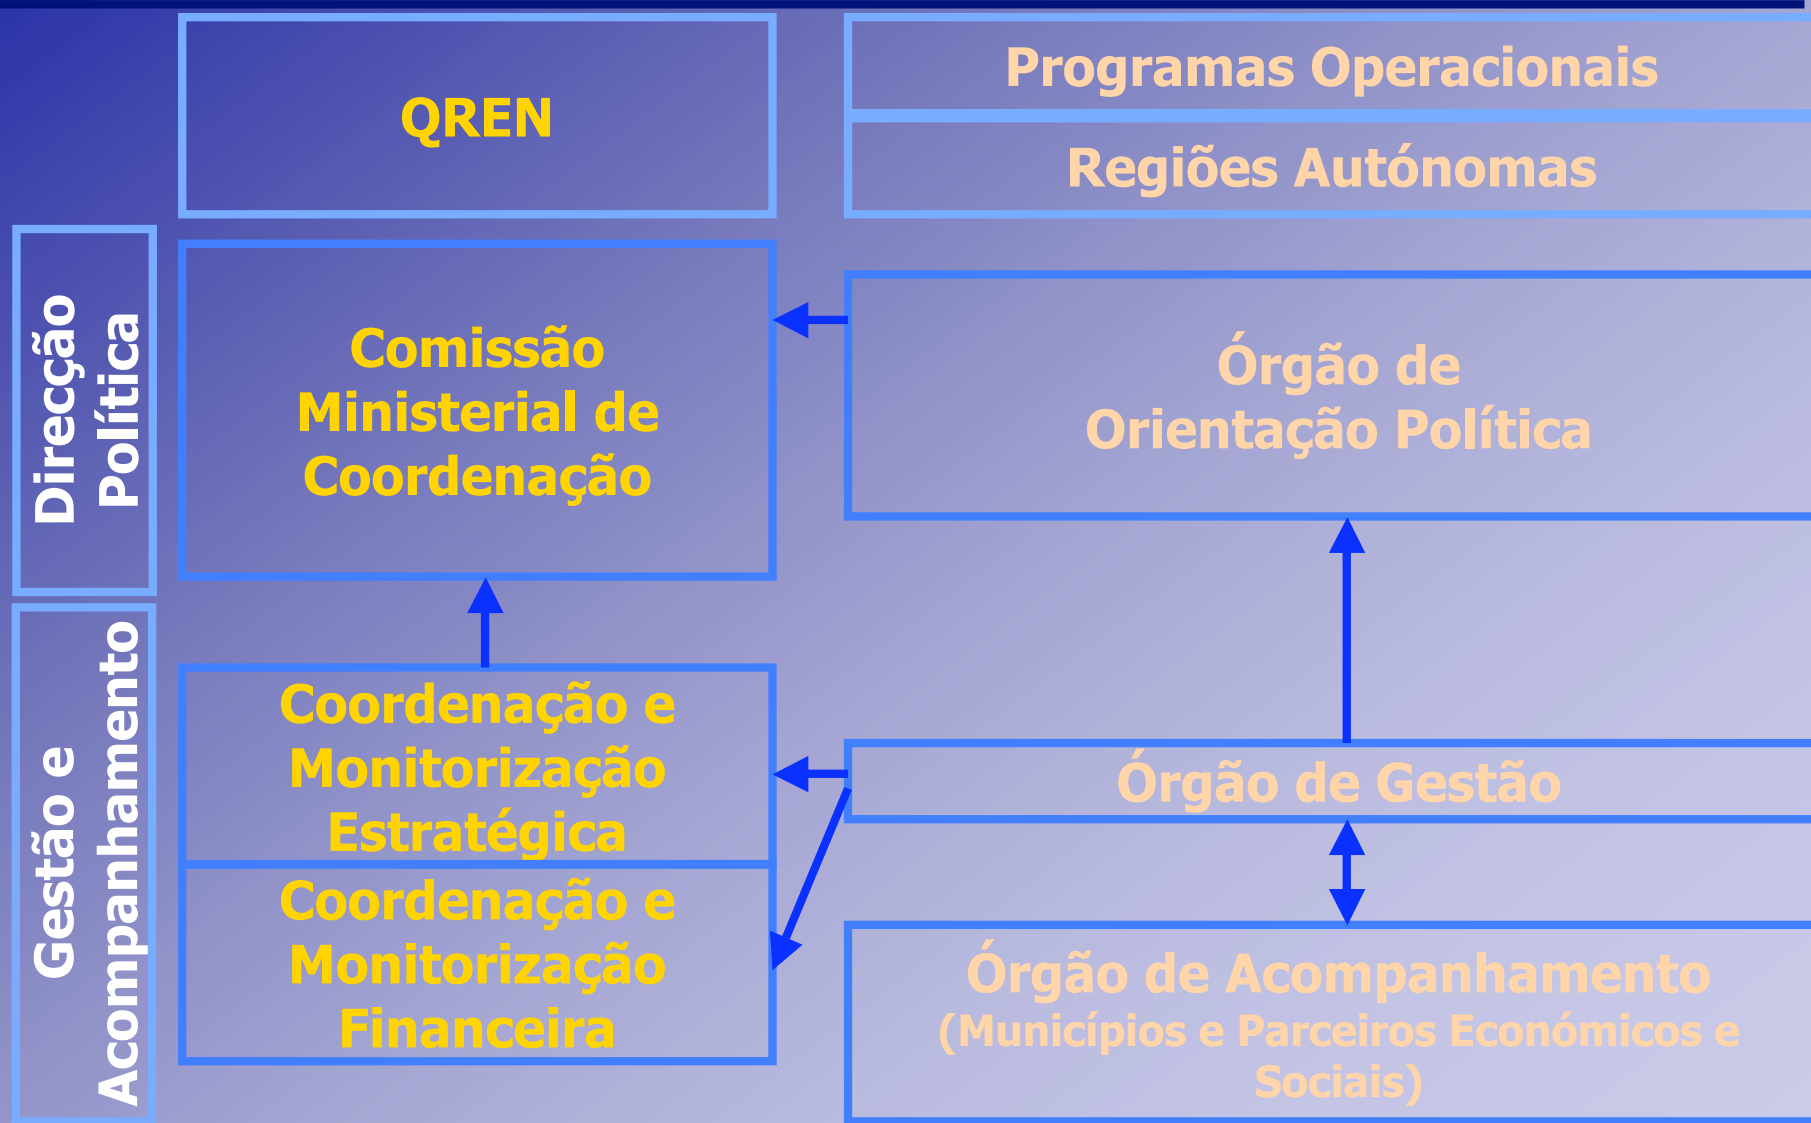 QREN
Programas Operacionais
Regiões Autónomas
Direcção
Política
Comissão
Ministerial de
Coordenação
Órgão de
Orientação Política
Gestão e
Acompanhamento
Coordenação e
Monitorização
Estratégica
Coordenação e
Monitorização
Financeira
Órgão de Gestão
Órgão de Acompanhamento
(Municípios e Parceiros Económicos e
Sociais)